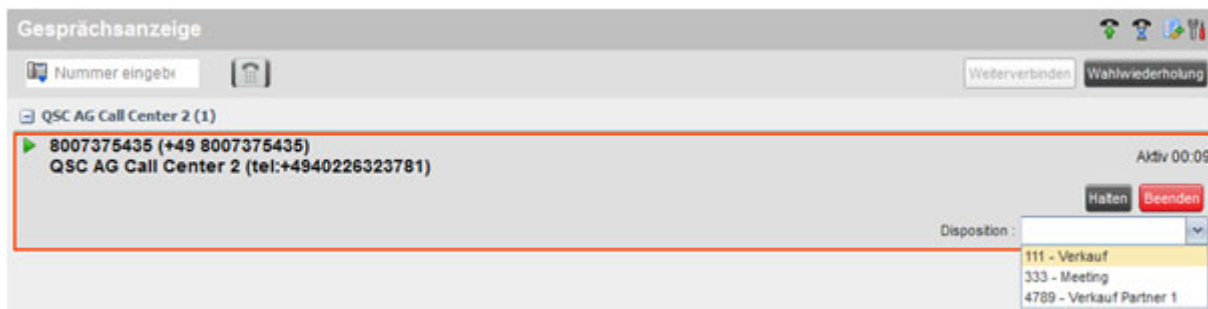 Gesprächsanzeige
Nummer eingebe
Weiterverbinden Wahlwiederholung
QSC AG Call Center 2 (1)
8007375435 (+49 8007375435)
QSC AG Call Center 2 (tel:+4940226323781)
Aktiv 00:09
Halten Beenden
Disposition :
111 - Verkauf
333 - Meeting
4789 - Verkauf Partner 1